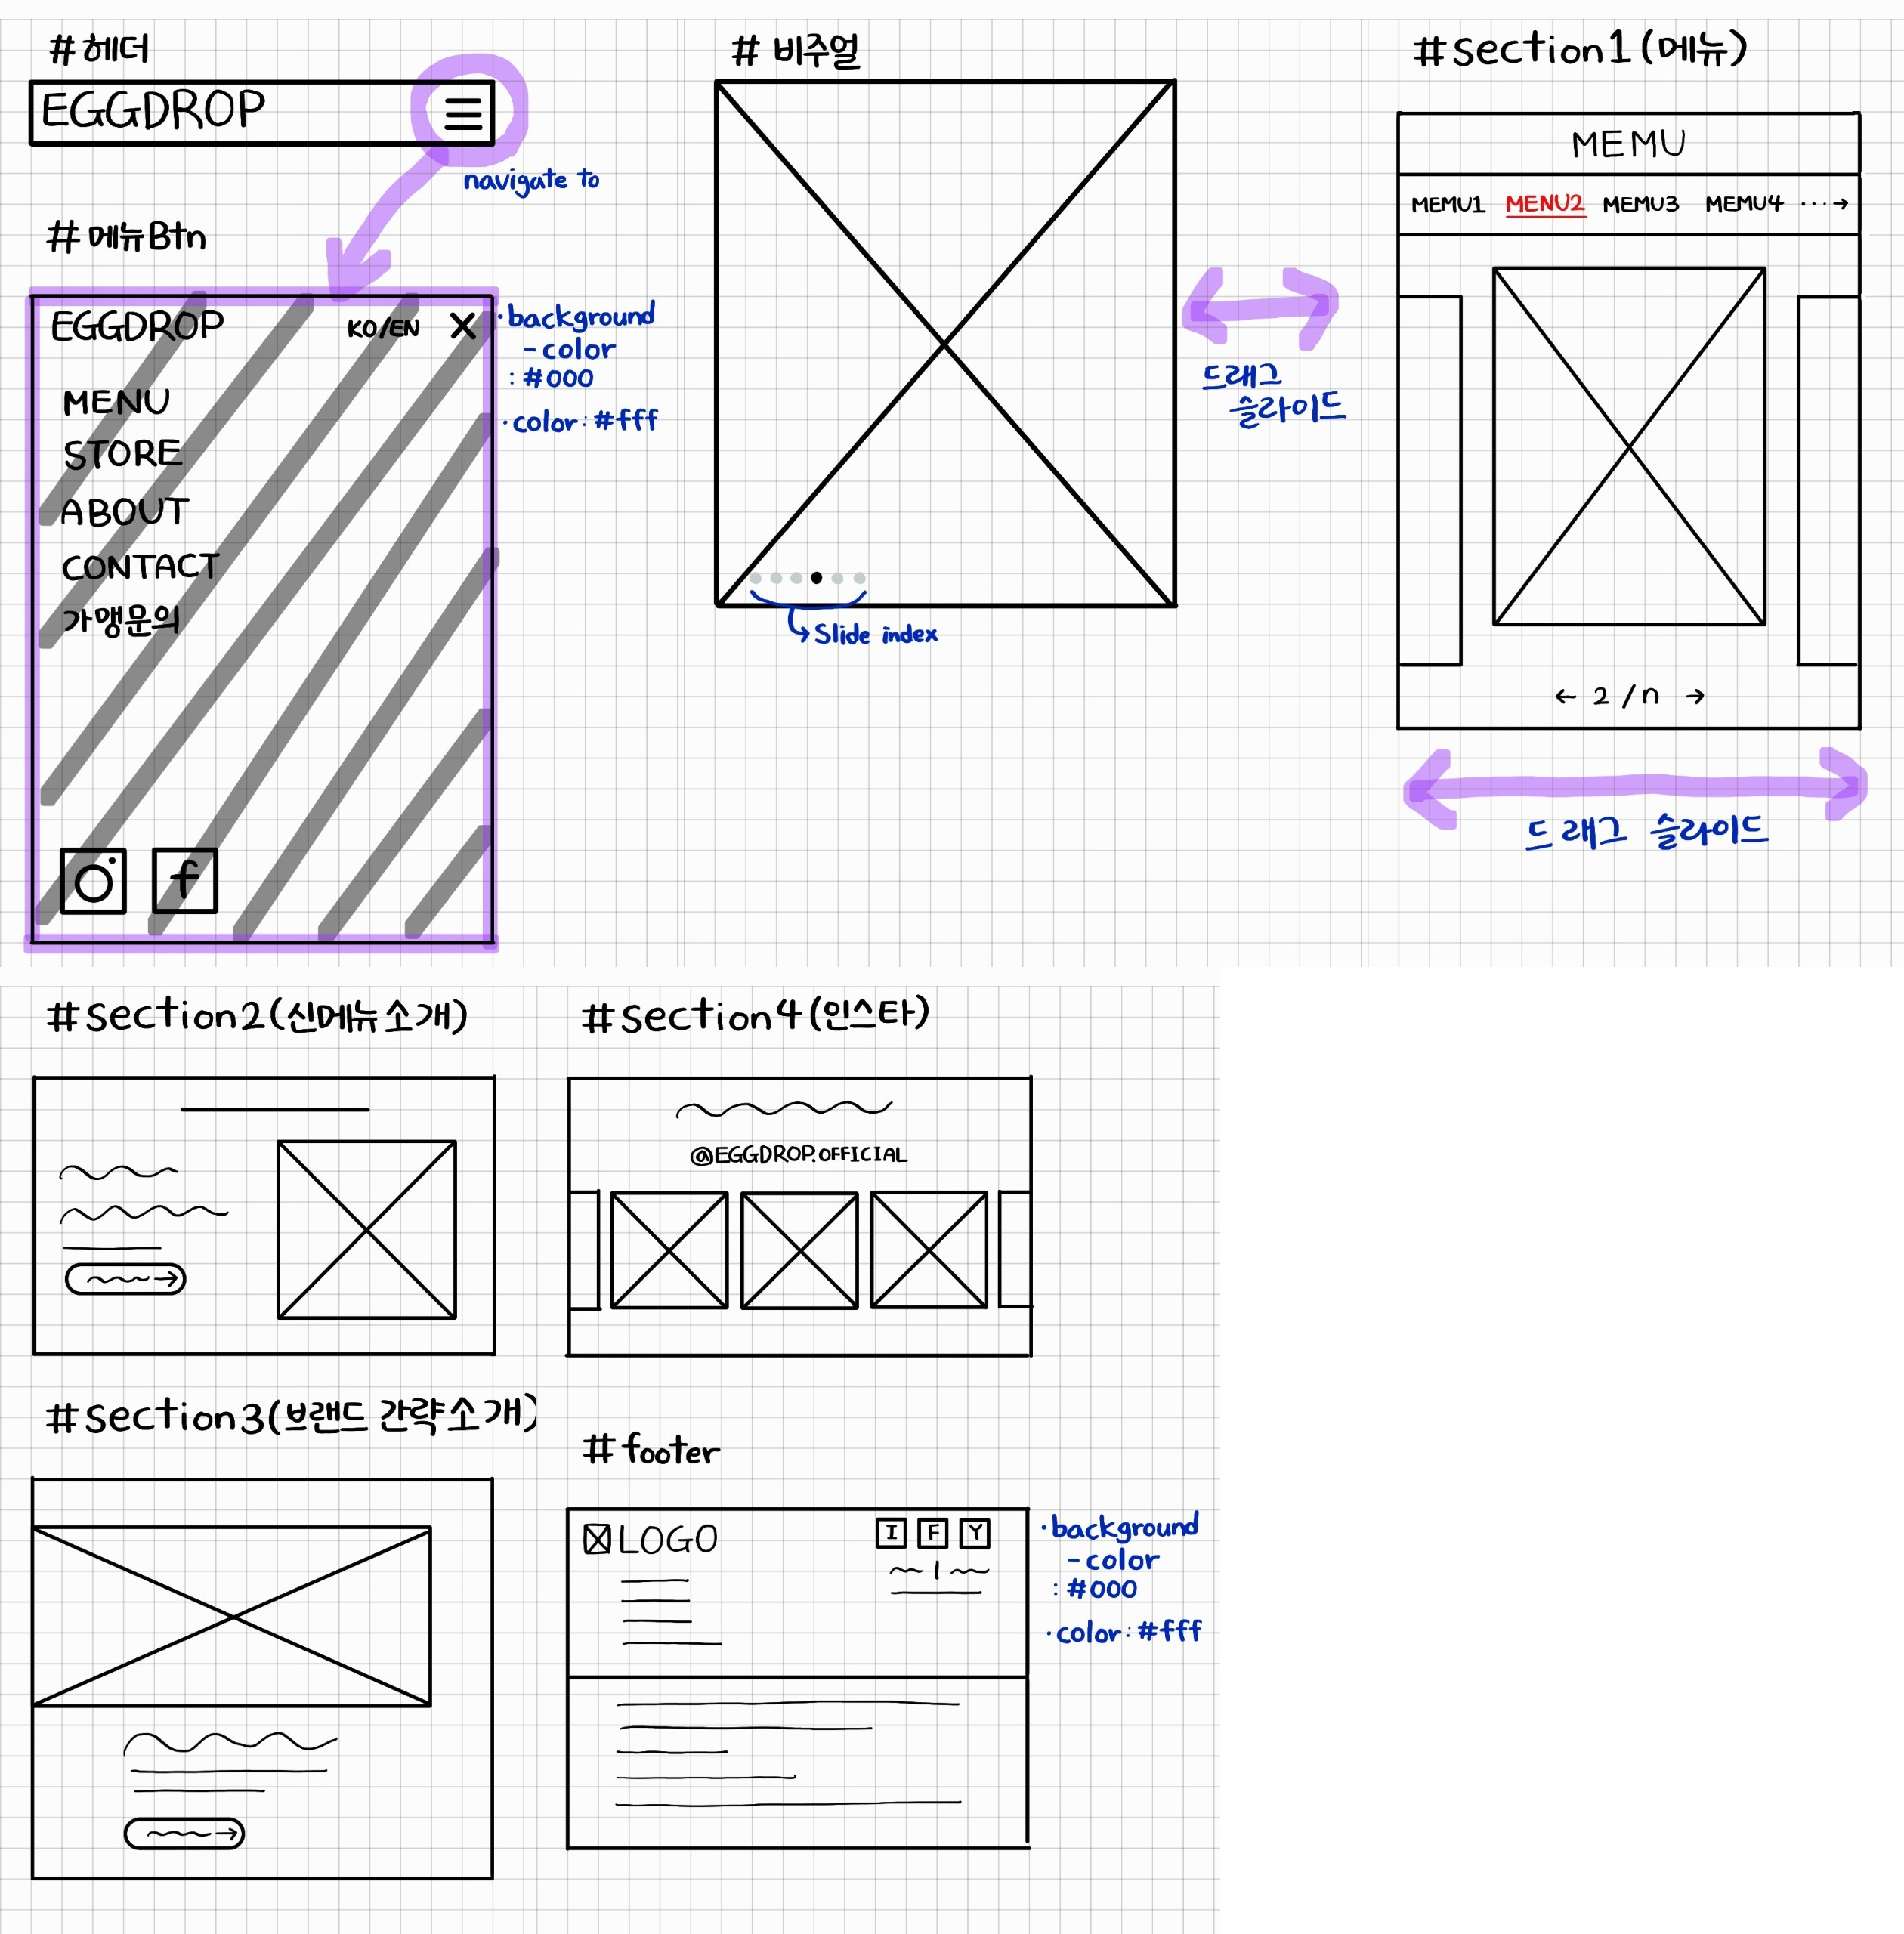 #헤더
EGGDROP
navigate to
#메뉴Btn
EGGDROP KO/EN X
MENU
STORE
ABOUT
CONTACT
가맹문의
f
·background
-color
:#000
·color:#fff
# 비주얼
Slide index
드래그
슬라이드
#section1(메뉴)
MEMU
MEMU1 MENU2 MEMU3 MEMU4 ···→
← 2/n →
드래그 슬라이드
#section2(신메뉴소개)
#section4(인스타)
@EGGDROP.OFFICIAL
#section3(브랜드 간략소개)
#footer
LOGO
I F Y
·background
-color
:#000
·color:#fff